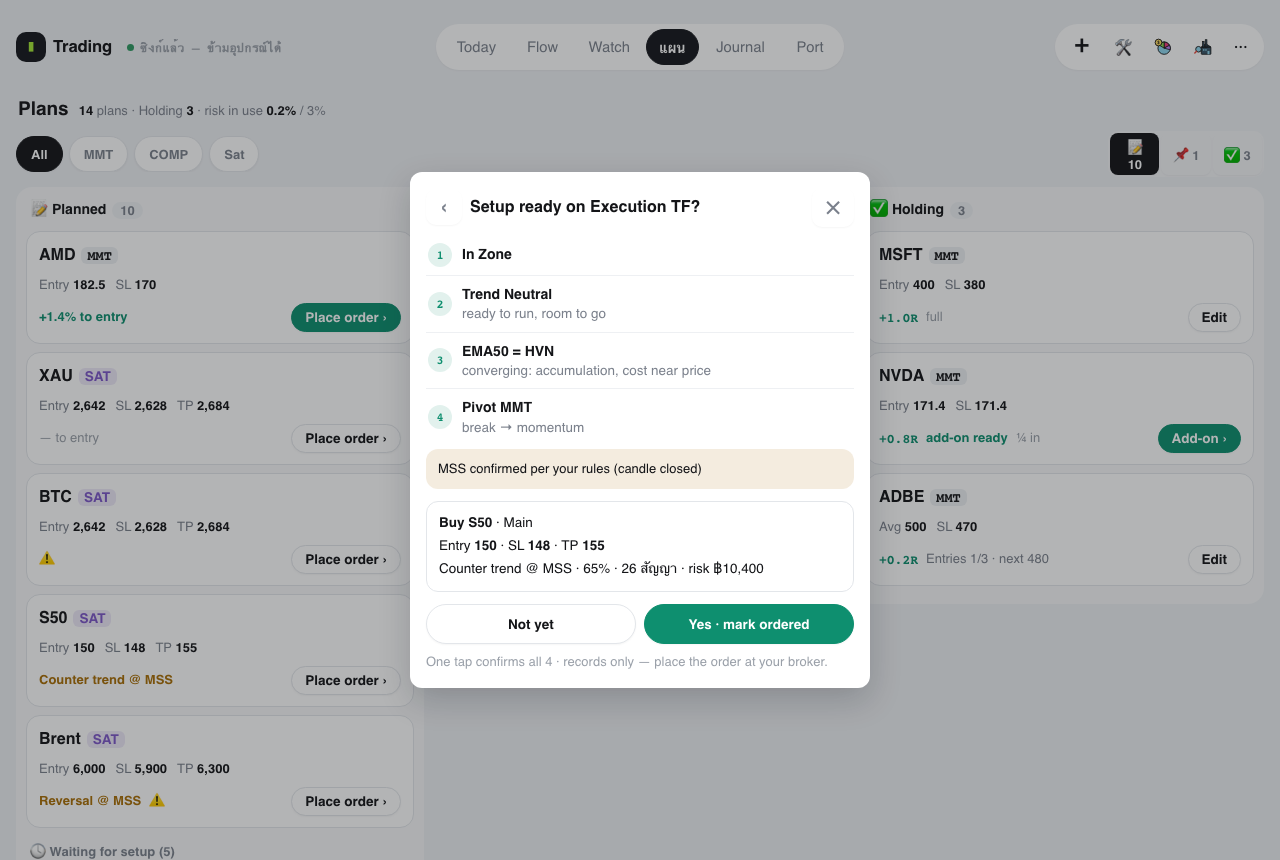 Trading
ซิงก์แล้ว — ข้ามอุปกรณ์ได้
Today Flow Watch แผน Journal Port
+ ···
Plans 14 plans · Holding 3 · risk in use 0.2% / 3%
All MMT COMP Sat
10
1
3
Planned 10
AMD MMT
Entry 182.5 SL 170
+1.4% to entry Place order ›
XAU SAT
Entry 2,642 SL 2,628 TP 2,684
— to entry Place order ›
BTC SAT
Entry 2,642 SL 2,628 TP 2,684
Place order ›
S50 SAT
Entry 150 SL 148 TP 155
Counter trend @ MSS Place order ›
Brent SAT
Entry 6,000 SL 5,900 TP 6,300
Reversal @ MSS Place order ›
Waiting for setup (5)
‹ Setup ready on Execution TF?
1 In Zone
2 Trend Neutral
ready to run, room to go
3 EMA50 = HVN
converging: accumulation, cost near price
4 Pivot MMT
break → momentum
MSS confirmed per your rules (candle closed)
Buy S50 · Main
Entry 150 · SL 148 · TP 155
Counter trend @ MSS · 65% · 26 สัญญา · risk ฿10,400
Not yet Yes · mark ordered
One tap confirms all 4 · records only — place the order at your broker.
Holding 3
MSFT MMT
Entry 400 SL 380
+1.0R full Edit
NVDA MMT
Entry 171.4 SL 171.4
+0.8R add-on ready ¼ in Add-on ›
ADBE MMT
Avg 500 SL 470
+0.2R Entries 1/3 · next 480 Edit